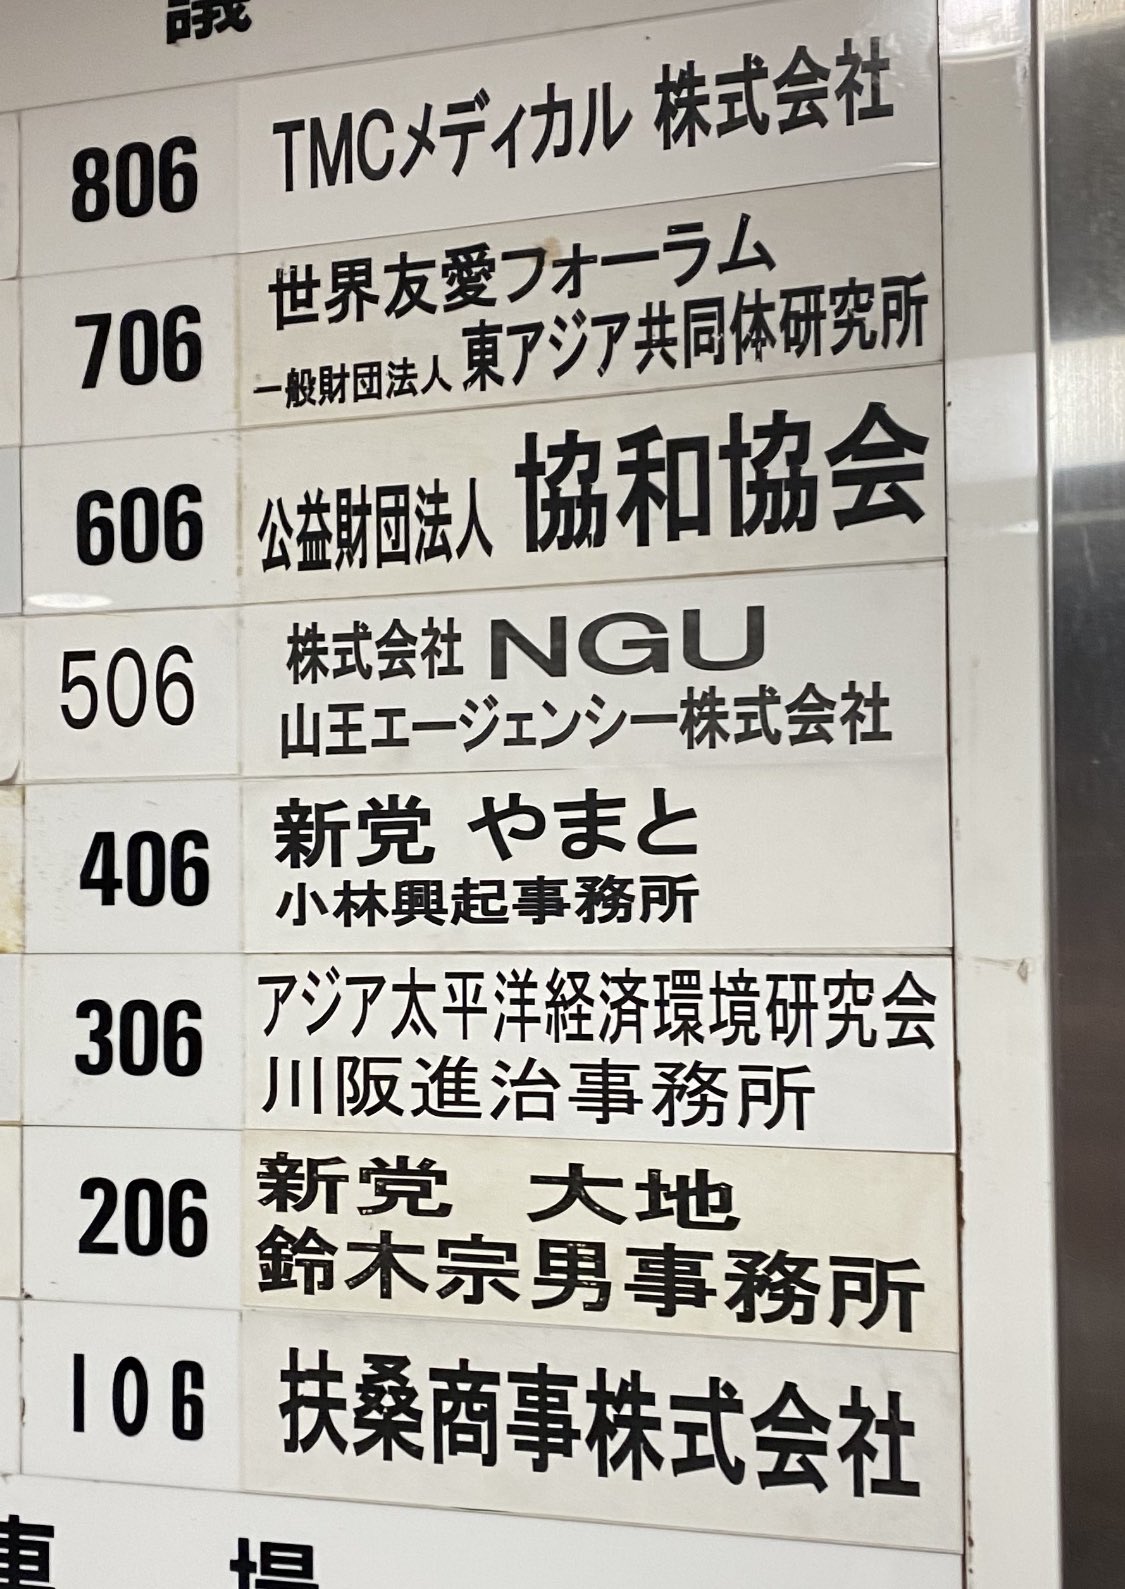 議
806 TMCメディカル 株式会社
706 世界友愛フォーラム
一般財団法人 東アジア共同体研究所
606 公益財団法人 協和協会
506 株式会社 NGU
山王エージェンシー株式会社
406 新党 やまと
小林興起事務所
306 アジア太平洋経済環境研究会
川阪進治事務所
206 新党 大地
鈴木宗男事務所
106 扶桑商事株式会社
車 場